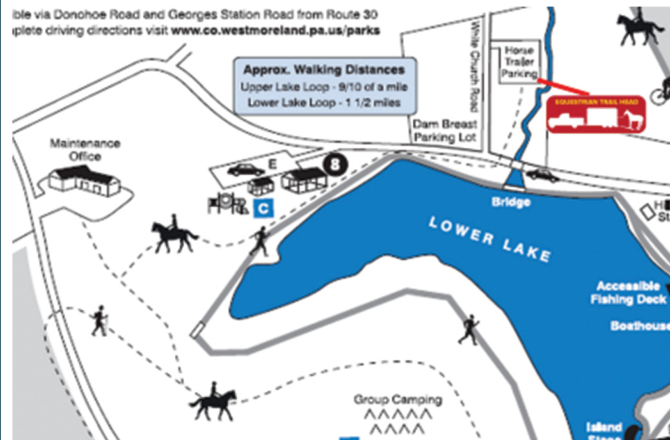 ble via Donohoe Road and Georges Station Road from Route 30
plete driving directions visit www.co.westmoreland.pa.us/parks
Approx. Walking Distances
Upper Lake Loop - 9/10 of a mile
Lower Lake Loop - 1 1/2 miles
White Church Road
Horse
Trailer
Parking
EQUESTRIAN TRAIL HEAD
Dam Breast
Parking Lot
Maintenance
Office
E
8
C
Bridge
LOWER LAKE
Accessible
Fishing Deck
Boathouse
Group Camping
Island